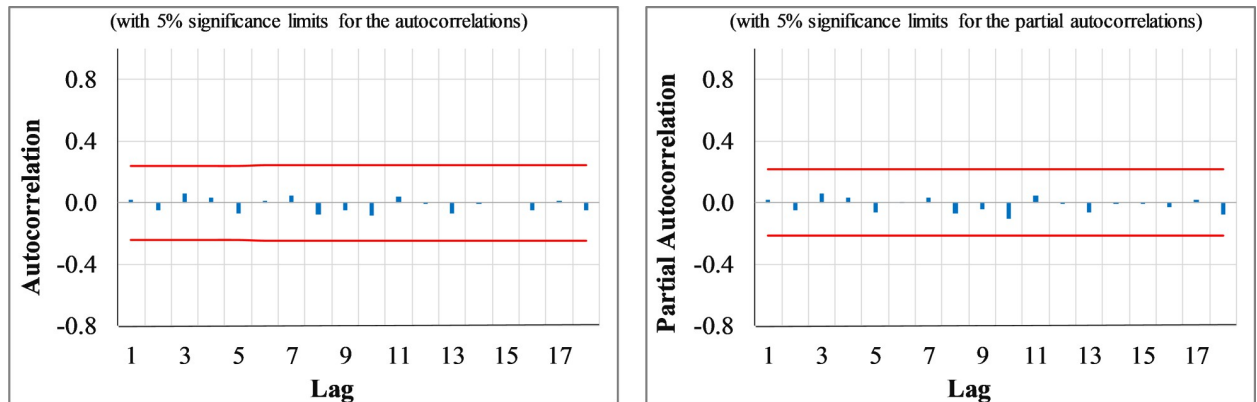 (with 5% significance limits for the autocorrelations)
Autocorrelation
0.8
0.4
0.0
-0.4
-0.8
1 3 5 7 9 11 13 15 17
Lag
(with 5% significance limits for the partial autocorrelations)
Partial Autocorrelation
0.8
0.4
0.0
-0.4
-0.8
1 3 5 7 9 11 13 15 17
Lag